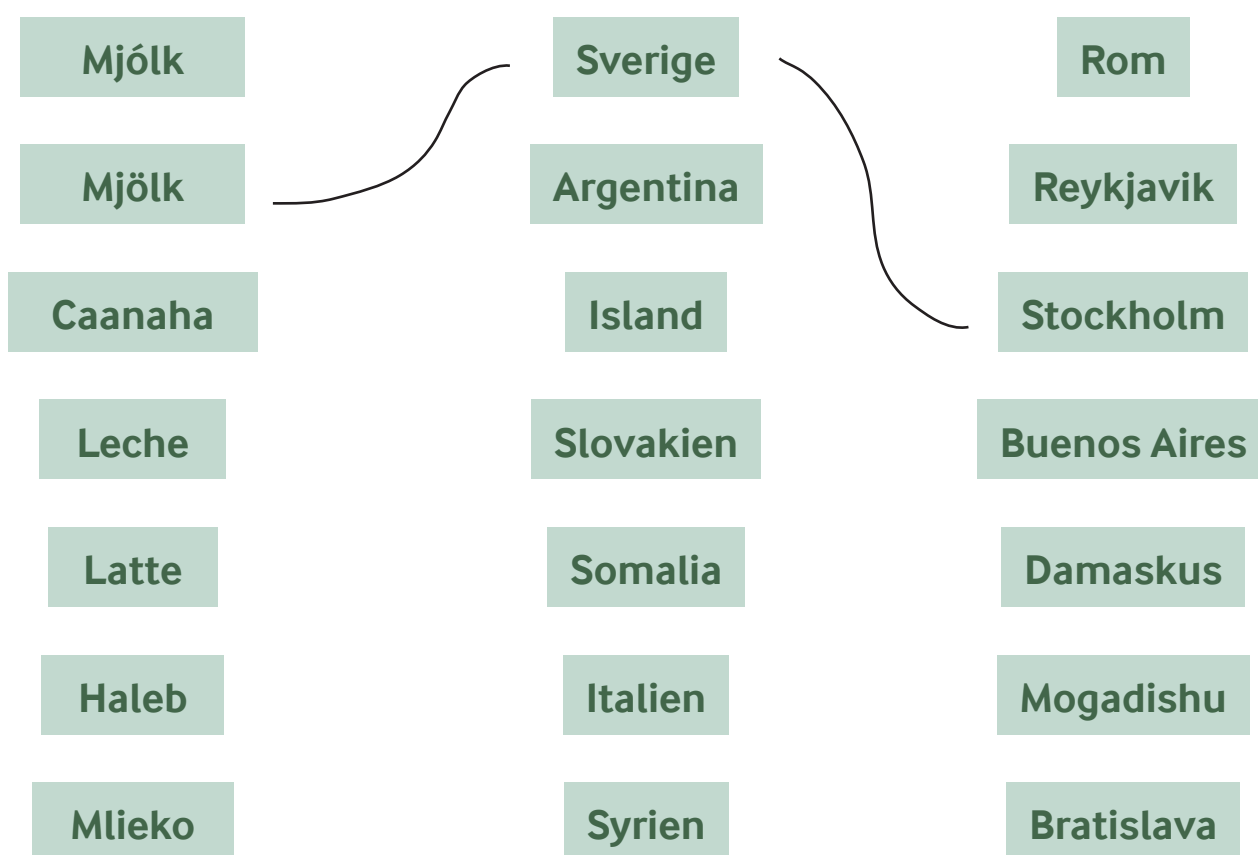 Mjólk Sverige Rom
Mjölk Argentina Reykjavik
Caanaha Island Stockholm
Leche Slovakien Buenos Aires
Latte Somalia Damaskus
Haleb Italien Mogadishu
Mlieko Syrien Bratislava